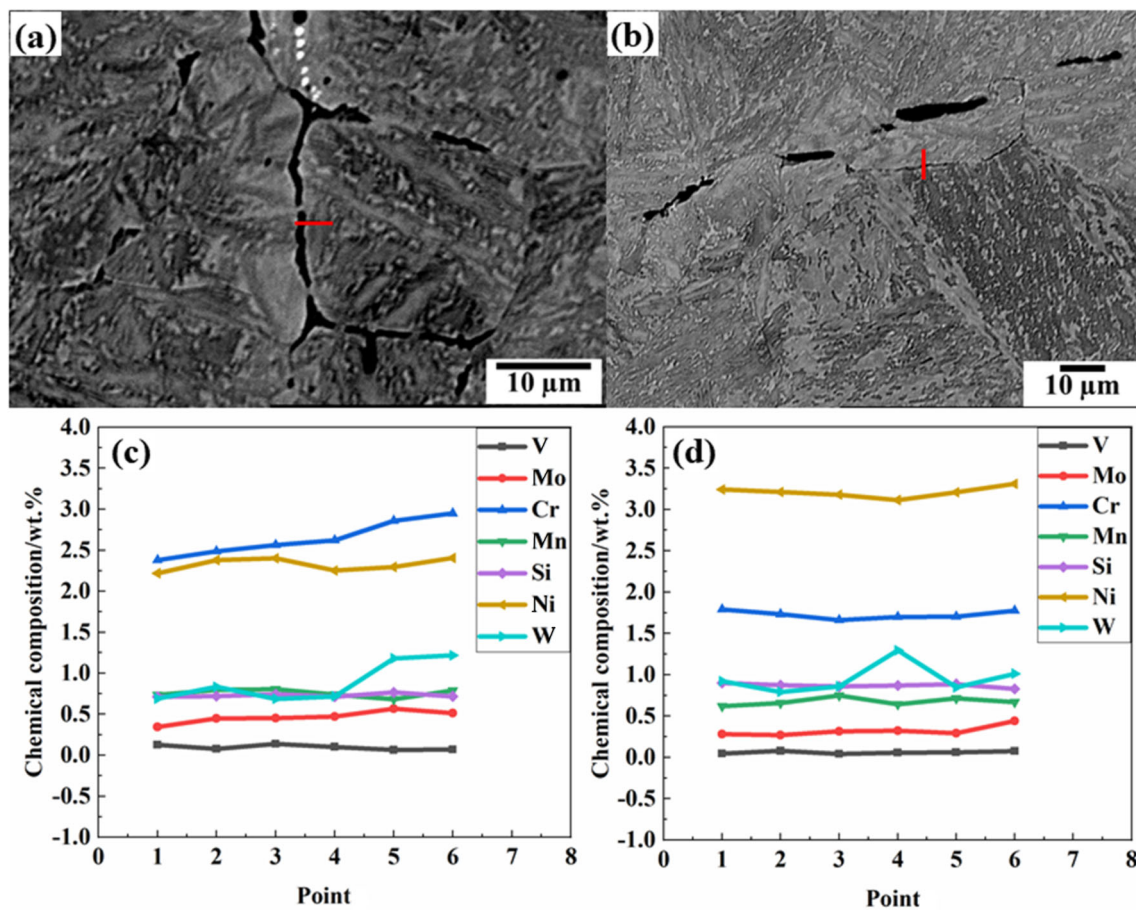 (a)
10 μm
(b)
10 μm
(c)
4.0
3.5
3.0
2.5
2.0
1.5
1.0
0.5
0.0
-0.5
-1.0
Chemical composition/wt.%
0 1 2 3 4 5 6 7 8
Point
V
Mo
Cr
Mn
Si
Ni
W
(d)
4.0
3.5
3.0
2.5
2.0
1.5
1.0
0.5
0.0
-0.5
-1.0
Chemical composition/wt.%
0 1 2 3 4 5 6 7 8
Point
V
Mo
Cr
Mn
Si
Ni
W